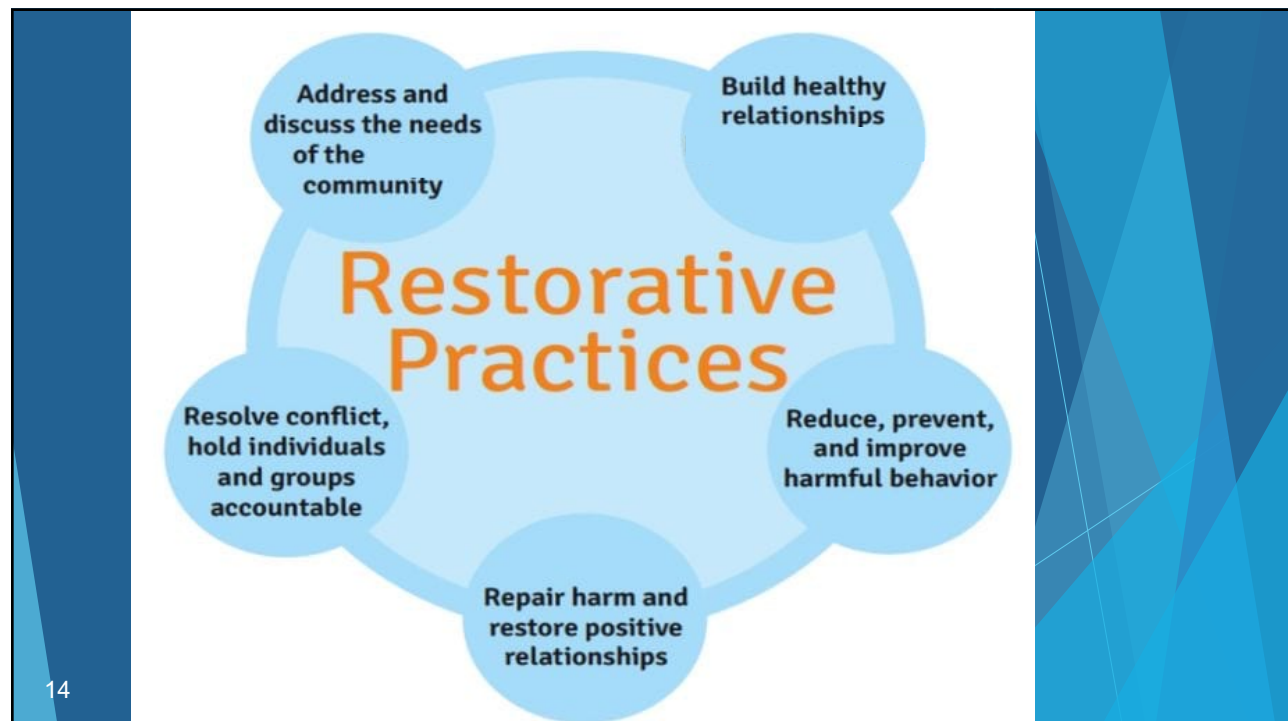 Address and
discuss the needs
of the
community
Build healthy
relationships
Restorative
Practices
Resolve conflict,
hold individuals
and groups
accountable
Reduce, prevent,
and improve
harmful behavior
Repair harm and
restore positive
relationships
14